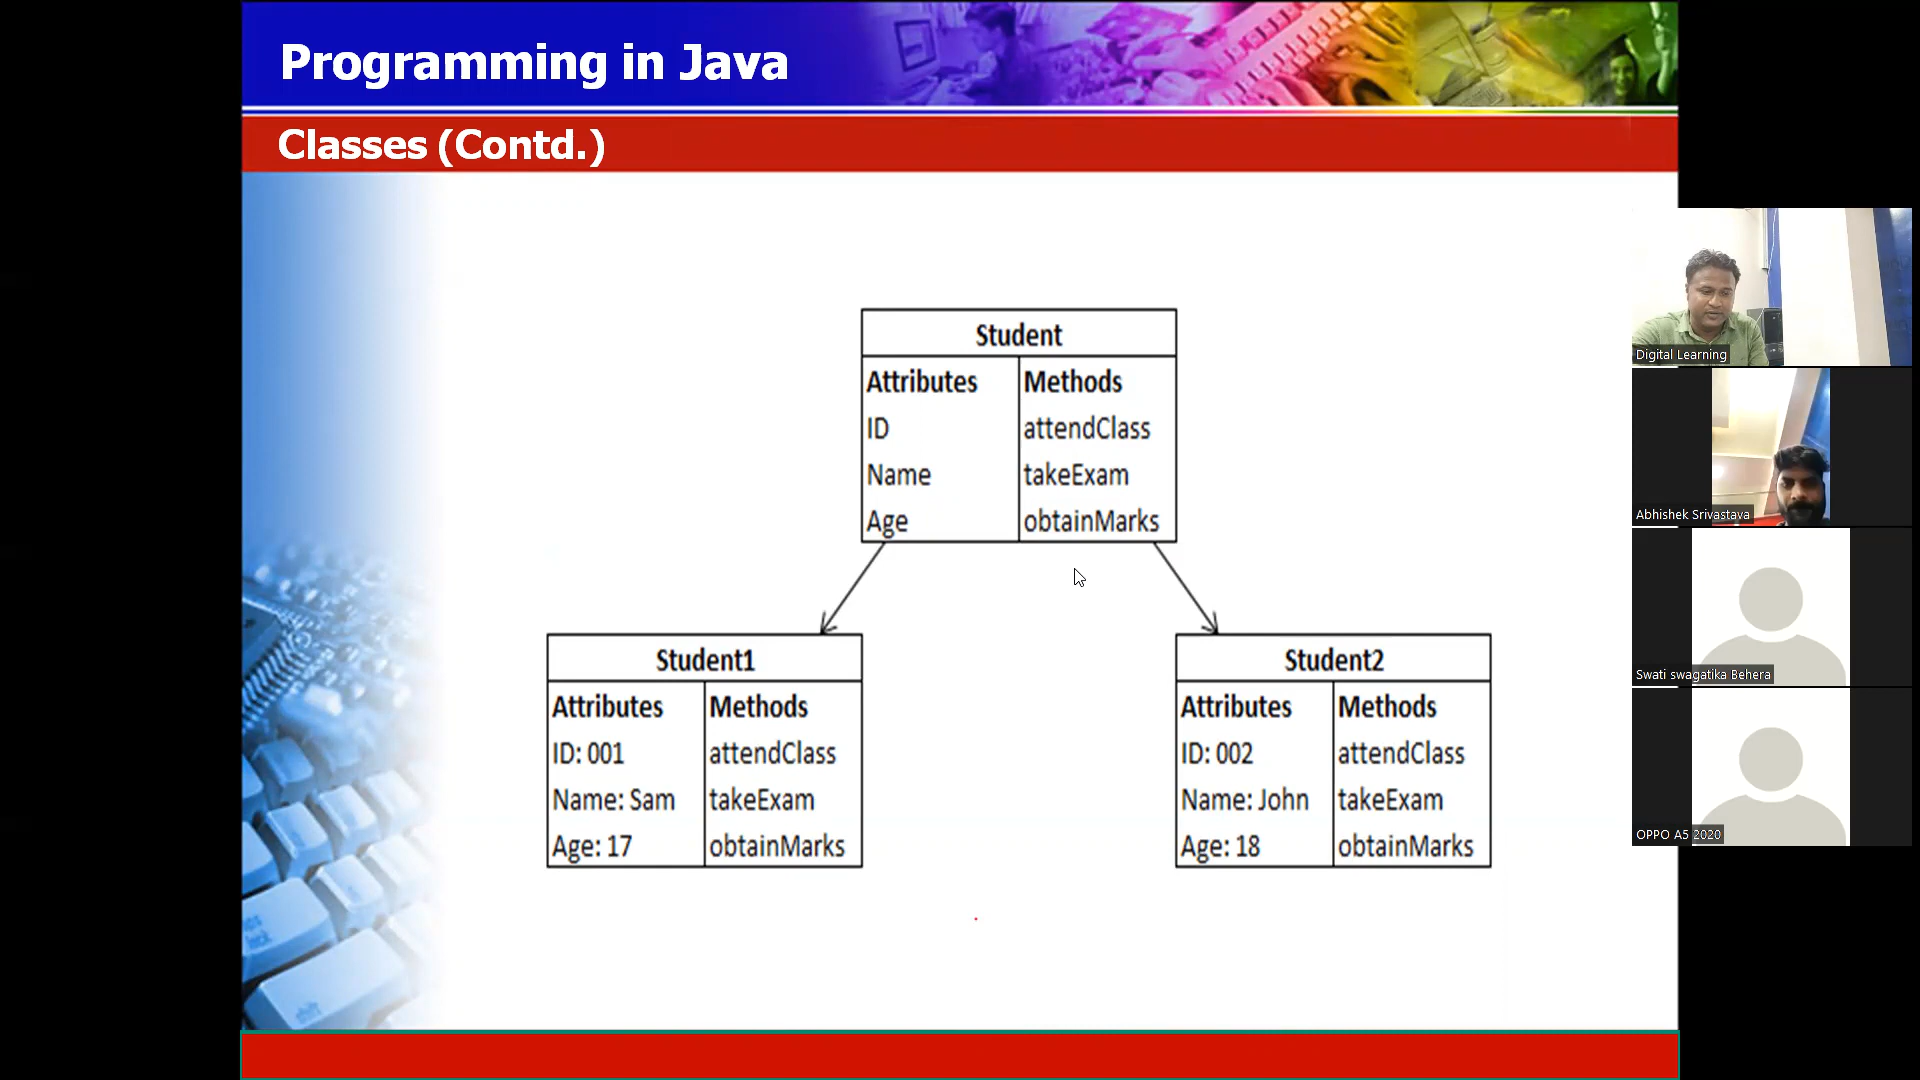 Programming in Java
Classes (Contd.)
Student
Attributes Methods
ID attendClass
Name takeExam
Age obtainMarks
Student1
Attributes Methods
ID: 001 attendClass
Name: Sam takeExam
Age: 17 obtainMarks
Student2
Attributes Methods
ID: 002 attendClass
Name: John takeExam
Age: 18 obtainMarks
Digital Learning
Abhishek Srivastava
Swati swagatika Behera
OPPO A5 2020
shift